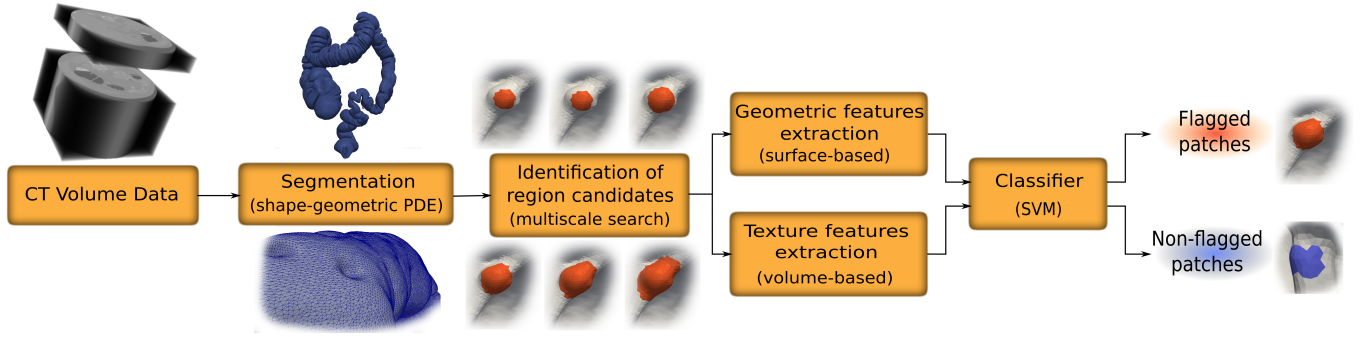 CT Volume Data
Segmentation
(shape-geometric PDE)
Identification of
region candidates
(multiscale search)
Geometric features
extraction
(surface-based)
Texture features
extraction
(volume-based)
Classifier
(SVM)
Flagged
patches
Non-flagged
patches